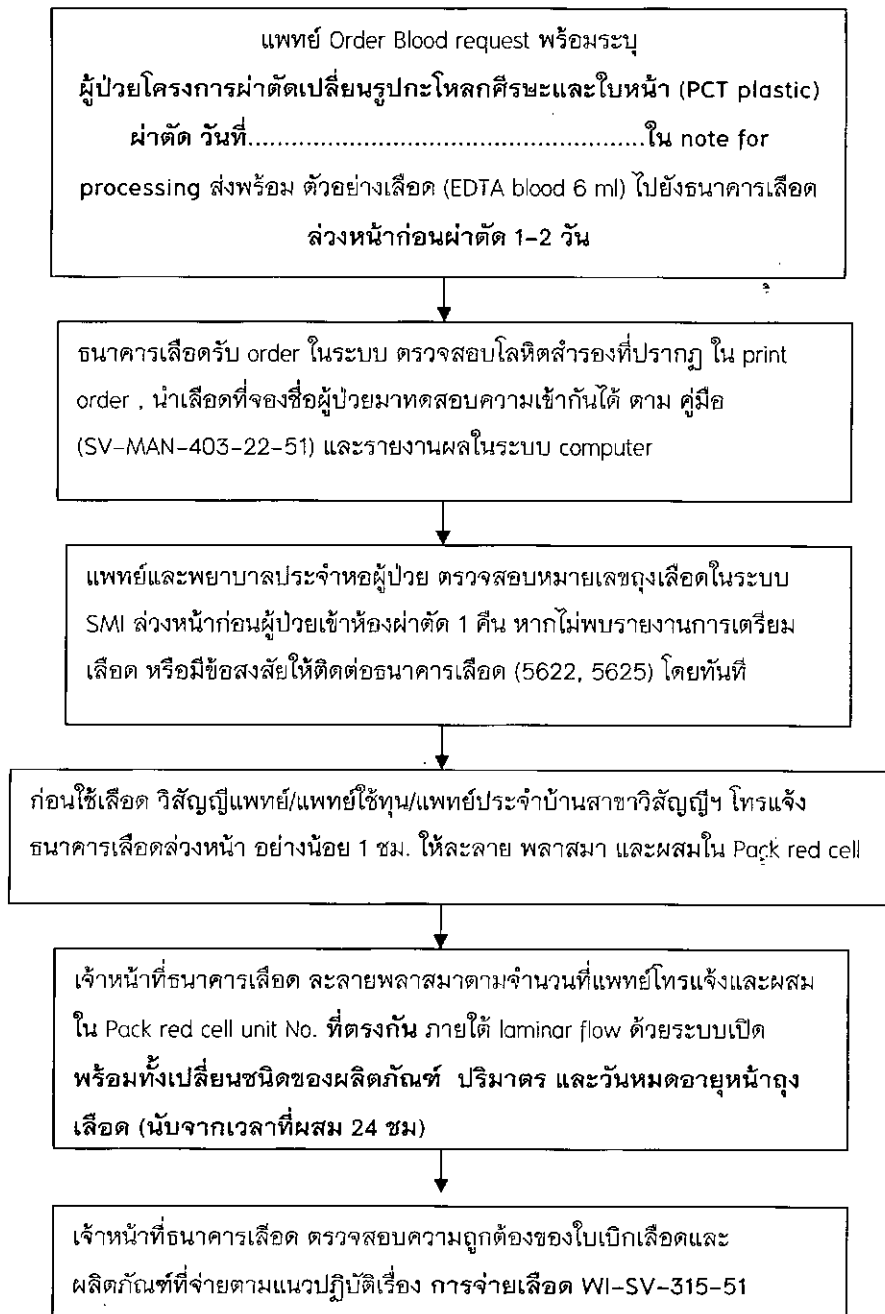 แพทย์ Order Blood request พร้อมระบุ
ผู้ป่วยโครงการผ่าตัดเปลี่ยนรูปกะโหลกศีรษะและใบหน้า (PCT plastic)
ผ่าตัด วันที่.....................................................ใน note for
processing ส่งพร้อม ตัวอย่างเลือด (EDTA blood 6 ml) ไปยังธนาคารเลือด
ล่วงหน้าก่อนผ่าตัด 1-2 วัน
ธนาคารเลือดรับ order ในระบบ ตรวจสอบโลหิตสำรองที่ปรากฏ ใน print
order , นำเลือดที่จองชื่อผู้ป่วยมาทดสอบความเข้ากันได้ ตาม คู่มือ
(SV-MAN-403-22-51) และรายงานผลในระบบ computer
แพทย์และพยาบาลประจำหอผู้ป่วย ตรวจสอบหมายเลขถุงเลือดในระบบ
SMI ล่วงหน้าก่อนผู้ป่วยเข้าห้องผ่าตัด 1 คืน หากไม่พบรายงานการเตรียม
เลือด หรือมีข้อสงสัยให้ติดต่อธนาคารเลือด (5622, 5625) โดยทันที
ก่อนใช้เลือด วิสัญญีแพทย์/แพทย์ใช้ทุน/แพทย์ประจำบ้านสาขาวิสัญญีฯ โทรแจ้ง
ธนาคารเลือดล่วงหน้า อย่างน้อย 1 ชม. ให้ละลาย พลาสมา และผสมใน Pack red cell
เจ้าหน้าที่ธนาคารเลือด ละลายพลาสมาตามจำนวนที่แพทย์โทรแจ้งและผสม
ใน Pack red cell unit No. ที่ตรงกัน ภายใต้ laminar flow ด้วยระบบเปิด
พร้อมทั้งเปลี่ยนชนิดของผลิตภัณฑ์ ปริมาตร และวันหมดอายุหน้าถุง
เลือด (นับจากเวลาที่ผสม 24 ชม)
เจ้าหน้าที่ธนาคารเลือด ตรวจสอบความถูกต้องของใบเบิกเลือดและ
ผลิตภัณฑ์ที่จ่ายตามแนวปฏิบัติเรื่อง การจ่ายเลือด WI-SV-315-51